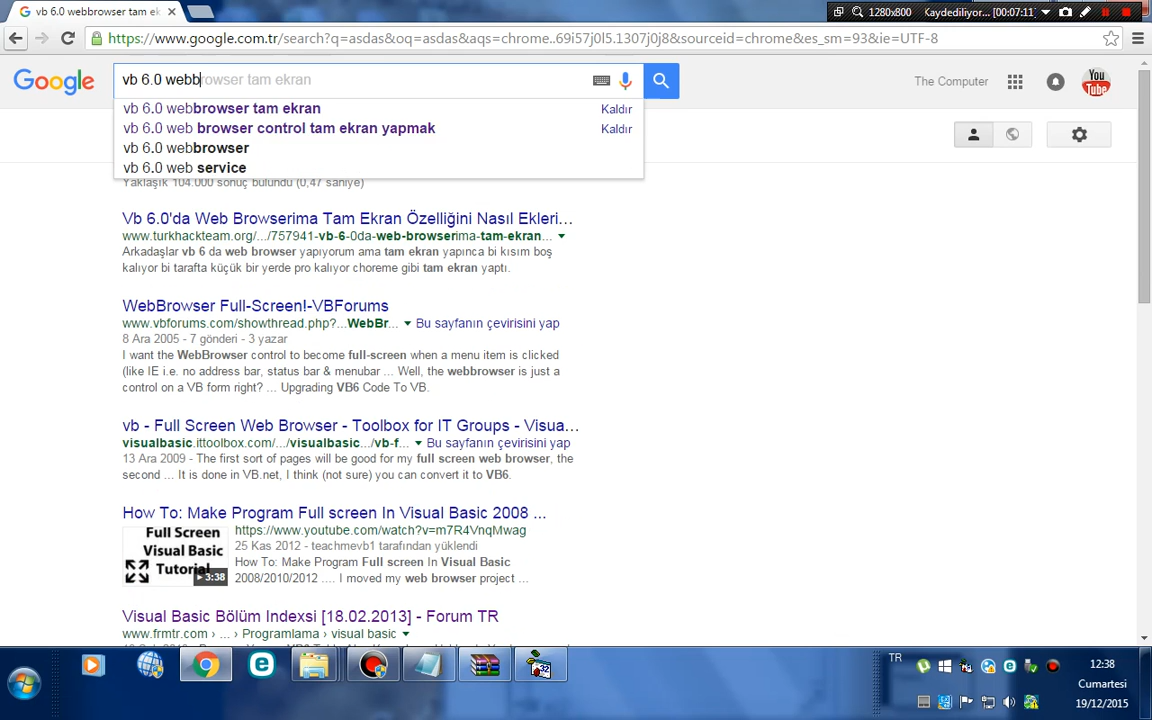 vb 6.0 webbrowser tam ek
1280x800 Kaydediliyor... [00:07:11]
https://www.google.com.tr/search?q=asdas&oq=asdas&aqs=chrome..69i57j0l5.1307j0j8&sourceid=chrome&es_sm=93&ie=UTF-8
Google vb 6.0 webbrowser tam ekran The Computer You Tube
vb 6.0 webbrowser tam ekran Kaldır
vb 6.0 web browser control tam ekran yapmak Kaldır
vb 6.0 webbrowser
vb 6.0 web service
Yaklaşık 104.000 sonuç bulundu (0,47 saniye)
Vb 6.0'da Web Browserima Tam Ekran Özelliğini Nasıl Ekleri...
www.turkhackteam.org/.../757941-vb-6-0da-web-browserima-tam-ekran...
Arkadaşlar vb 6 da web browser yapıyorum ama tam ekran yapınca bi kısım boş
kalıyor bi tarafta küçük bir yerde pro kalıyor choreme gibi tam ekran yaptı.
WebBrowser Full-Screen!-VBForums
www.vbforums.com/showthread.php?...WebBr... Bu sayfanın çevirisini yap
8 Ara 2005 - 7 gönderi - 3 yazar
I want the WebBrowser control to become full-screen when a menu item is clicked
(like IE i.e. no address bar, status bar & menubar ... Well, the webbrowser is just a
control on a VB form right? ... Upgrading VB6 Code To VB.
vb - Full Screen Web Browser - Toolbox for IT Groups - Visua...
visualbasic.ittoolbox.com/.../visualbasic.../vb-f... Bu sayfanın çevirisini yap
13 Ara 2009 - The first sort of pages will be good for my full screen web browser, the
second ... It is done in VB.net, I think (not sure) you can convert it to VB6.
How To: Make Program Full screen In Visual Basic 2008 ...
https://www.youtube.com/watch?v=m7R4VnqMwag
25 Kas 2012 - teachmevb1 tarafından yüklendi
How To: Make Program Full screen In Visual Basic
2008/2010/2012 .... I moved my web browser project ...
Full Screen
Visual Basic
Tutorial
3:38
Visual Basic Bölüm Indexsi [18.02.2013] - Forum TR
www.frmtr.com › ... › Programlama › visual basic
TR
12:38
Cumartesi
19/12/2015